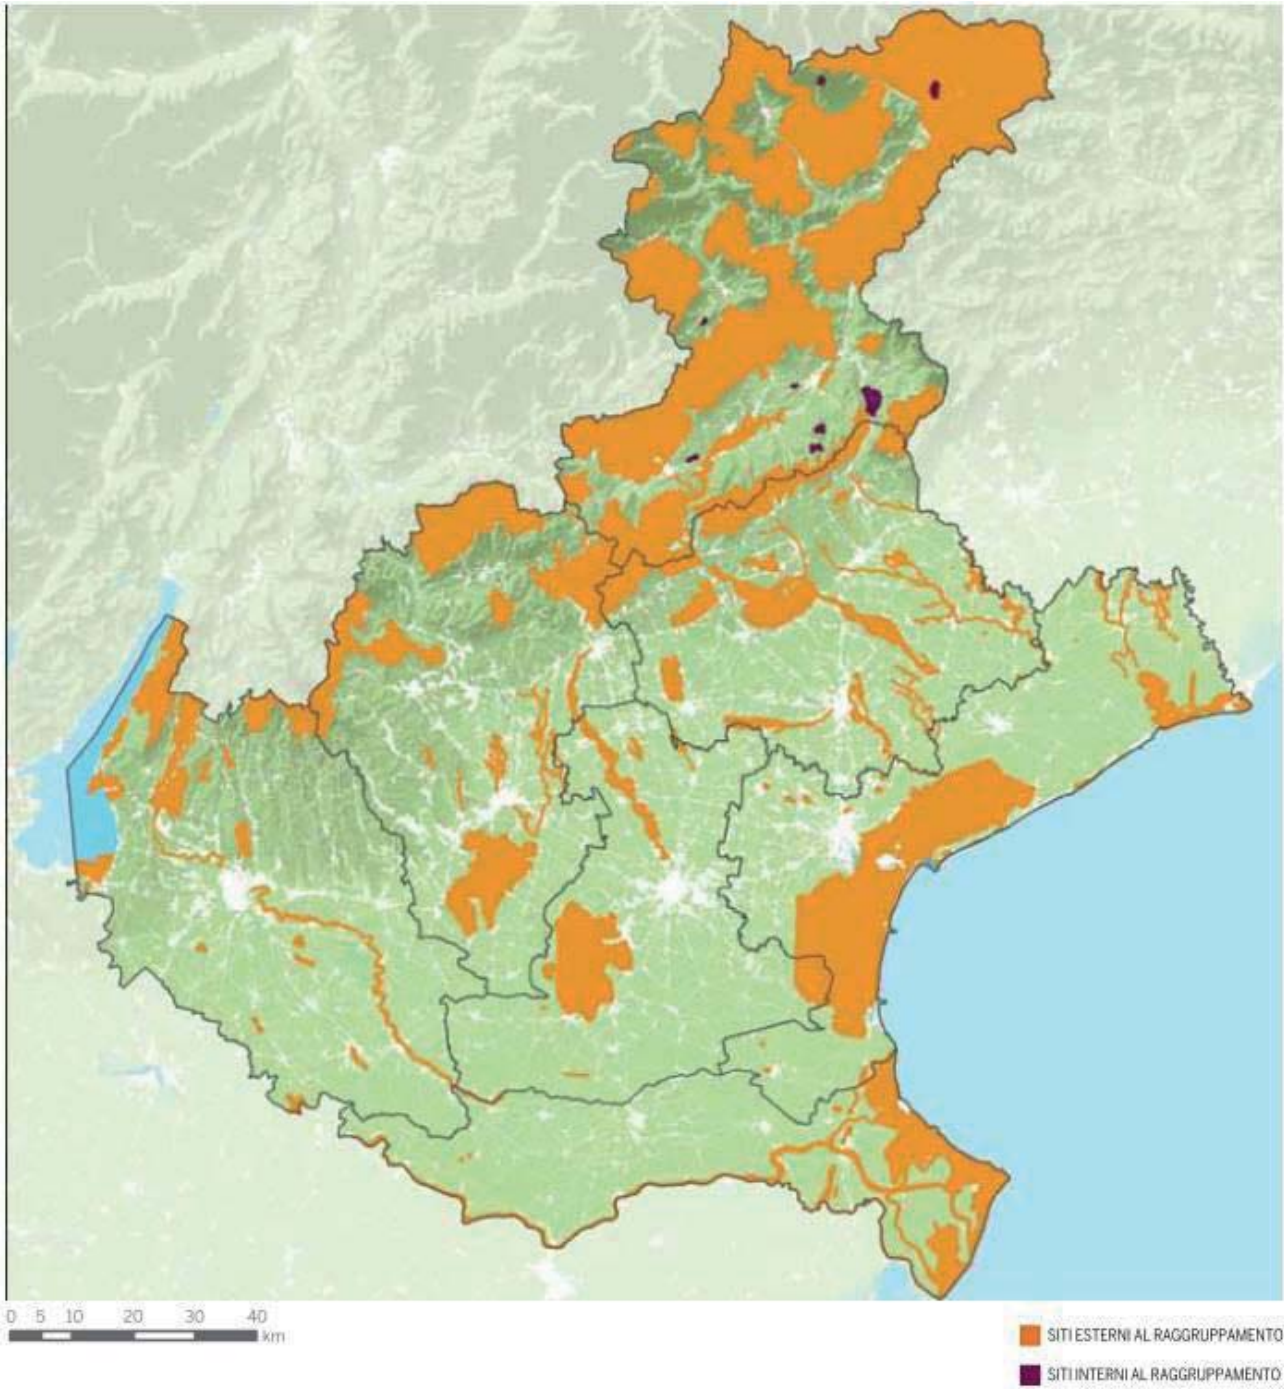 0 5 10 20 30 40
km
SITI ESTERNI AL RAGGRUPPAMENTO
SITI INTERNI AL RAGGRUPPAMENTO